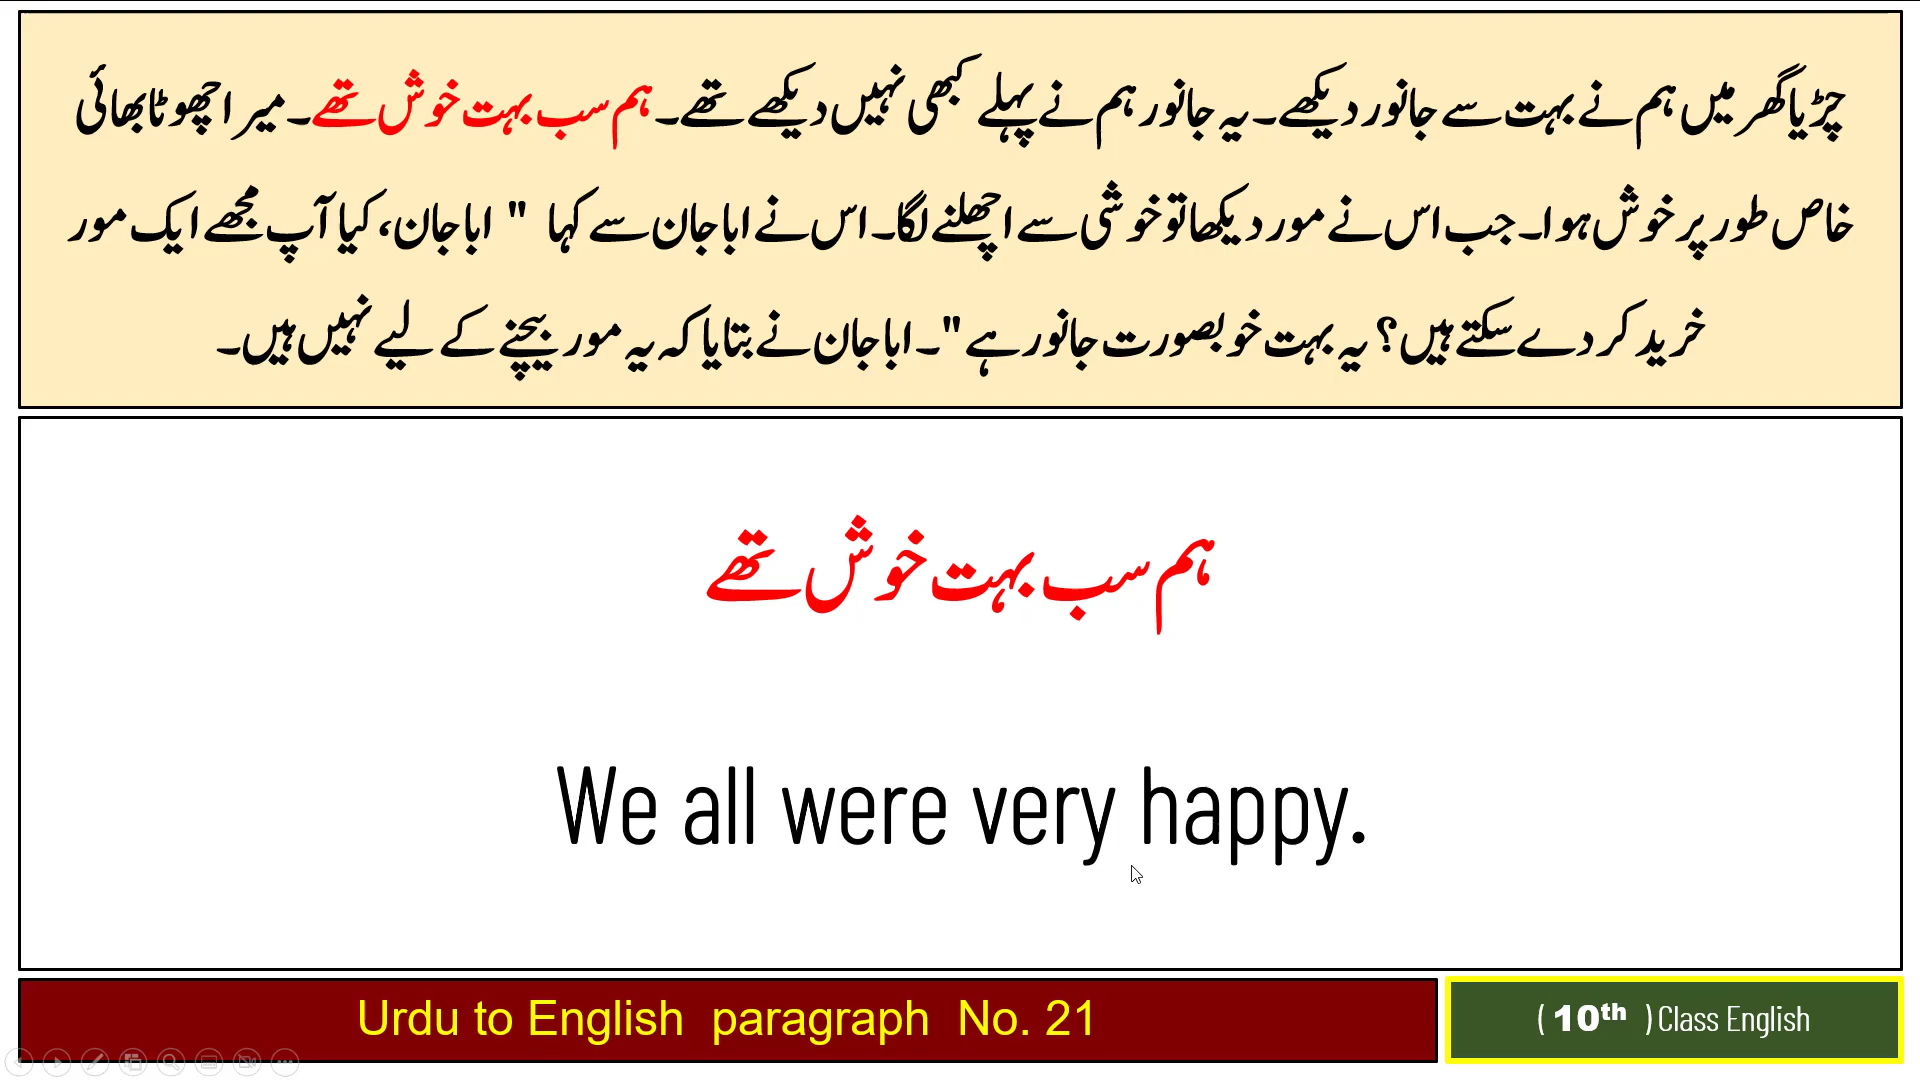 چڑیا گھر میں ہم نے بہت سے جانور دیکھے۔ یہ جانور ہم نے پہلے کبھی نہیں دیکھے تھے۔ ہم سب بہت خوش تھے۔ میرا چھوٹا بھائی
خاص طور پر خوش ہوا۔ جب اس نے مور دیکھا تو خوشی سے اچھلنے لگا۔ اس نے ابا جان سے کہا " ابا جان، کیا آپ مجھے ایک مور
خرید کر دے سکتے ہیں؟ یہ بہت خوبصورت جانور ہے"۔ ابا جان نے بتایا کہ یہ مور بیچنے کے لیے نہیں ہیں۔
ہم سب بہت خوش تھے
We all were very happy.
Urdu to English paragraph No. 21
( 10th ) Class English